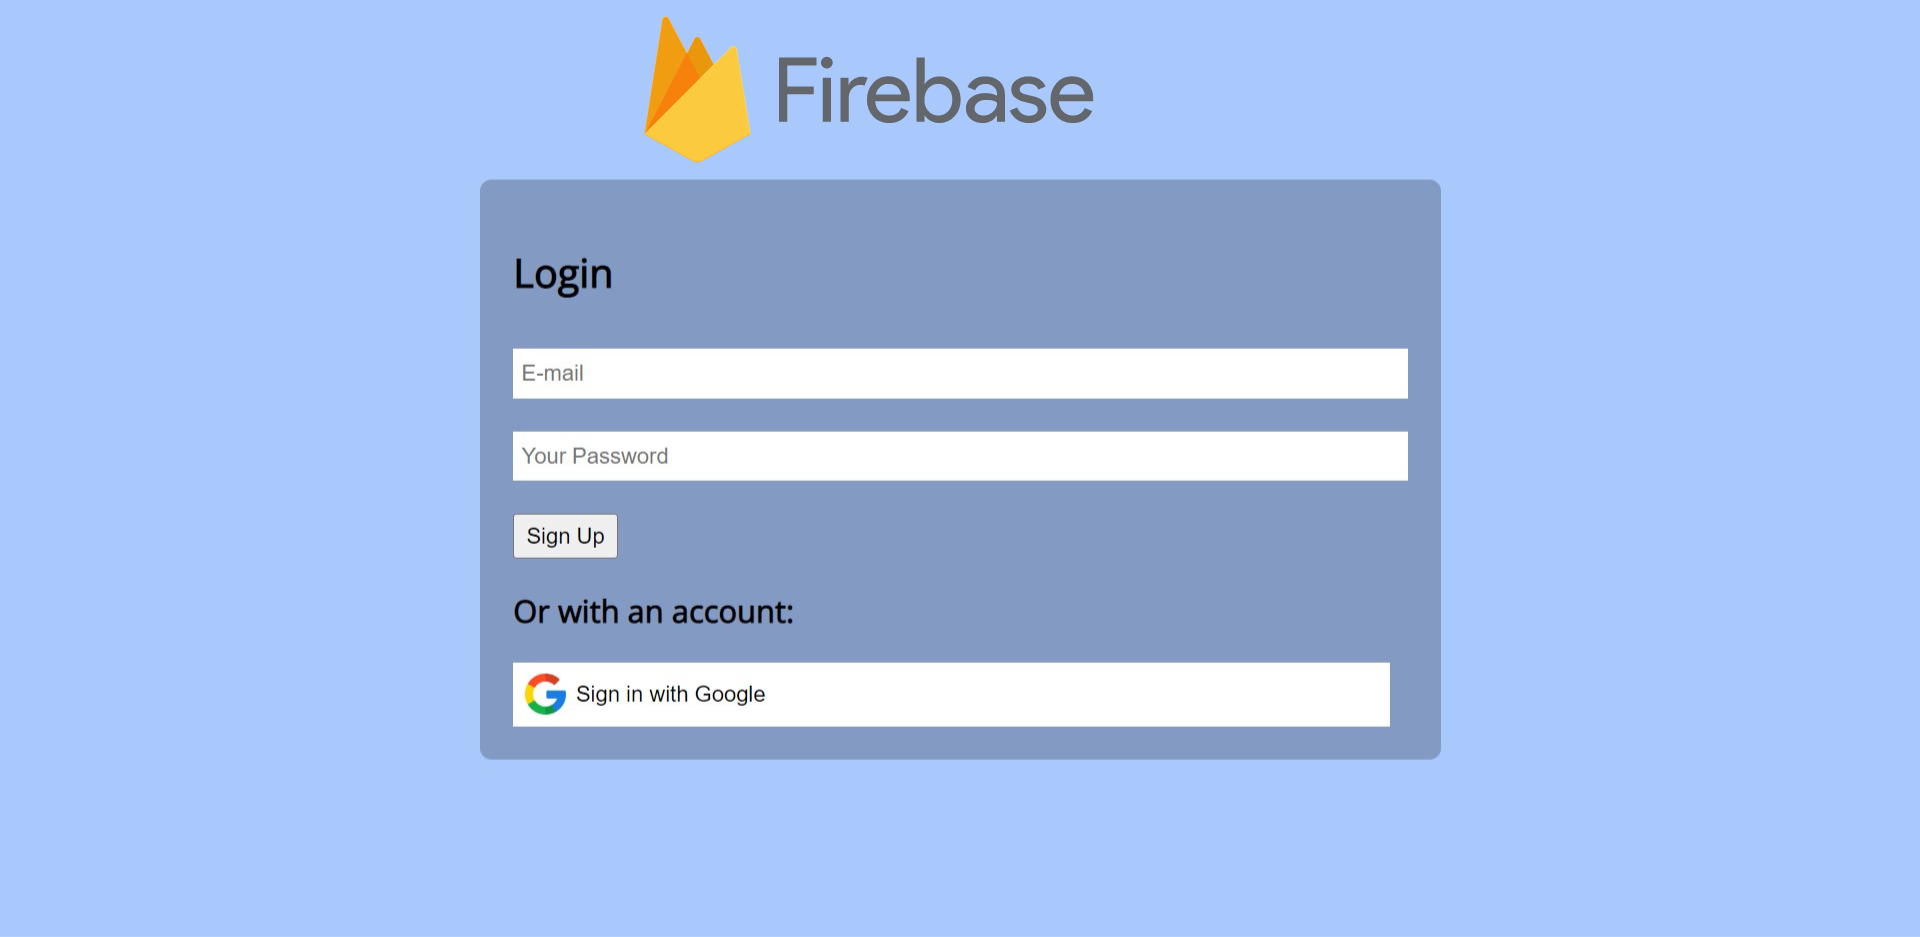 Firebase
Login
E-mail
Your Password
Sign Up
Or with an account:
Sign in with Google